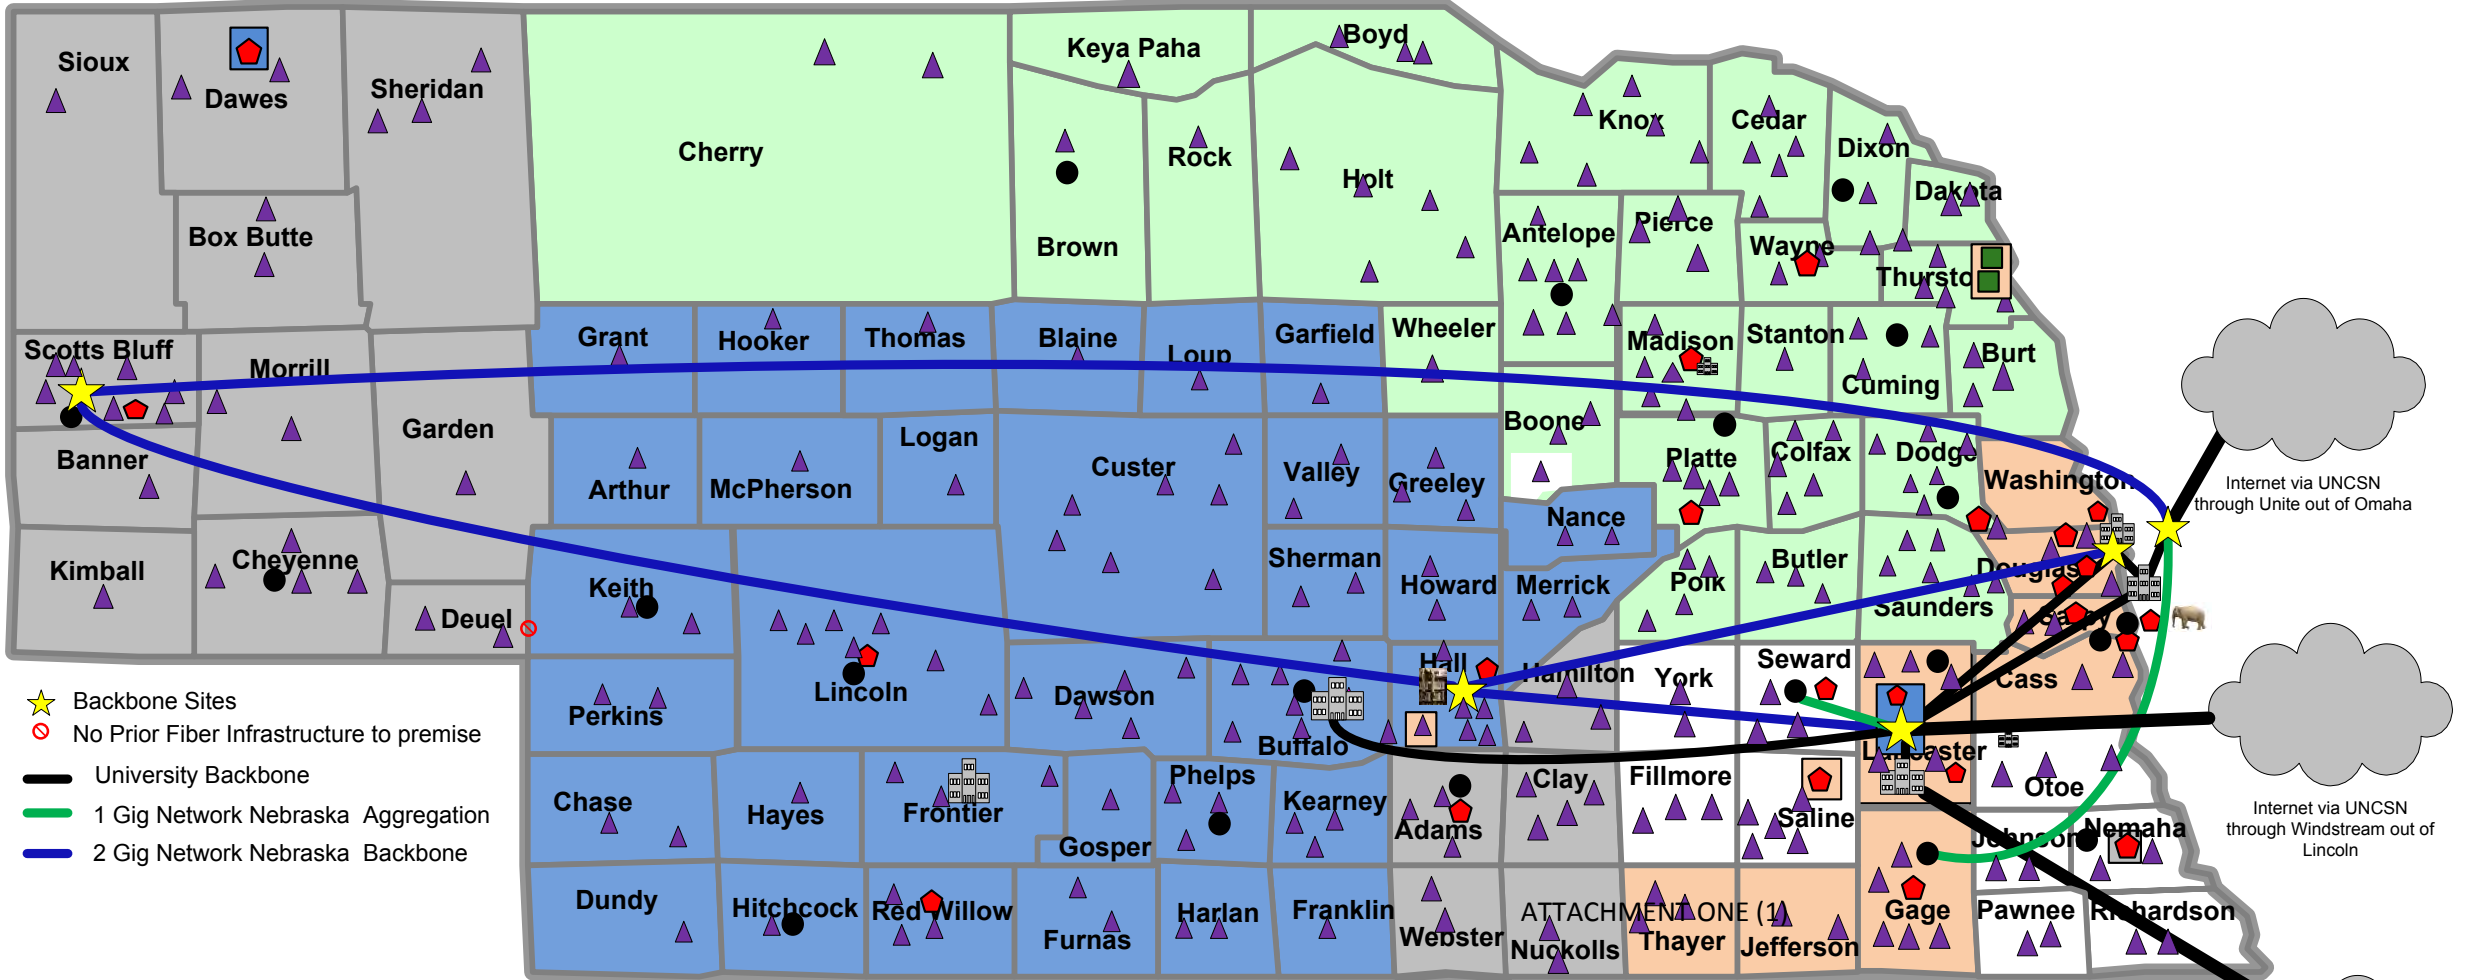 Boyd
Keya Paha
Sioux
Dawes
Sheridan
Cherry
Rock
Holt
Knox
Cedar
Dixon
Dakota
Box Butte
Brown
Antelope
Pierce
Wayne
Thursto
Scotts Bluff
Morrill
Grant
Hooker
Thomas
Blaine
Loup
Garfield
Wheeler
Madison
Stanton
Cuming
Burt
Garden
Banner
Arthur
McPherson
Logan
Custer
Valley
Greeley
Boone
Platte
Colfax
Dodge
Washington
Internet via UNCSN
through Unite out of Omaha
Nance
Kimball
Cheyenne
Deuel
Keith
Sherman
Howard
Merrick
Polk
Butler
Saunders
Douglas
Sarpy
Perkins
Lincoln
Dawson
Buffalo
Hall
Hamilton
York
Seward
Lancaster
Cass
Otoe
Backbone Sites
No Prior Fiber Infrastructure to premise
University Backbone
1 Gig Network Nebraska Aggregation
2 Gig Network Nebraska Backbone
Chase
Hayes
Frontier
Gosper
Phelps
Kearney
Adams
Clay
Fillmore
Saline
Johnson
Nemaha
Internet via UNCSN
through Windstream out of
Lincoln
Dundy
Hitchcock
Red Willow
Furnas
Harlan
Franklin
Webster
Nuckolls
ATTACHMENT ONE (1)
Thayer
Jefferson
Gage
Pawnee
Richardson